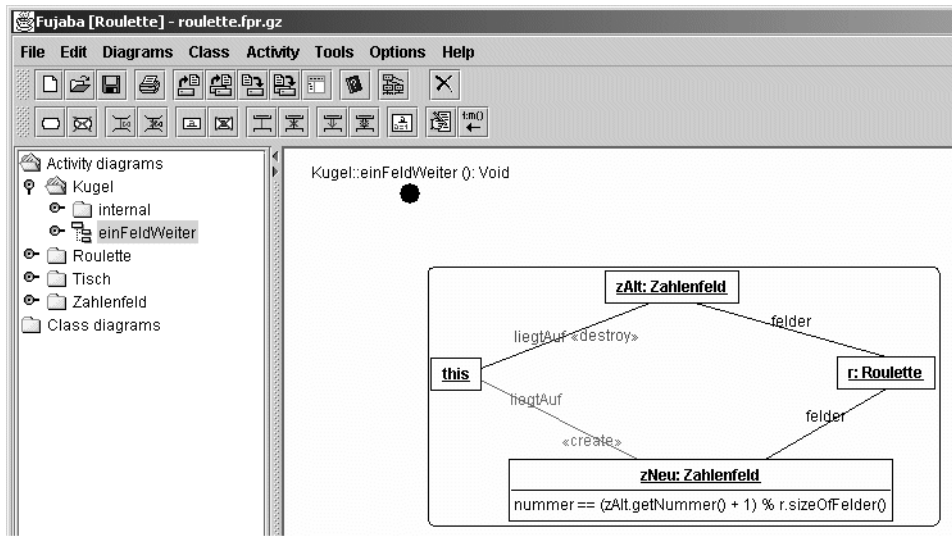 Fujaba [Roulette] - roulette.fpr.gz
File Edit Diagrams Class Activity Tools Options Help
t:m()
Activity diagrams
Kugel
internal
einFeldWeiter
Roulette
Tisch
Zahlenfeld
Class diagrams
Kugel::einFeldWeiter (): Void
zAlt: Zahlenfeld
felder
liegtAuf «destroy»
this
r: Roulette
liegtAuf
felder
«create»
zNeu: Zahlenfeld
nummer == (zAlt.getNummer() + 1) % r.sizeOfFelder()